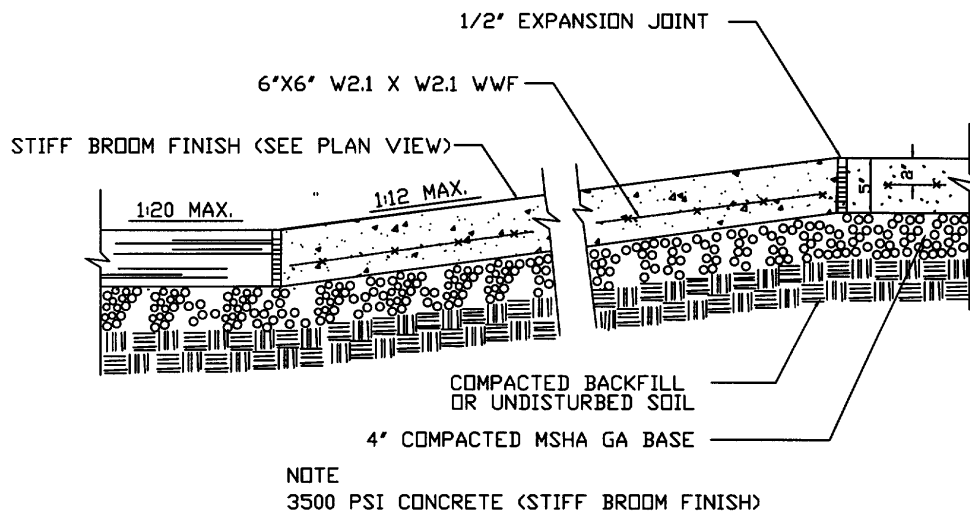 1/2" EXPANSION JOINT
6"X6" W2.1 X W2.1 WWF
STIFF BROOM FINISH (SEE PLAN VIEW)
1:20 MAX.
1:12 MAX.
5"
2"
COMPACTED BACKFILL
OR UNDISTURBED SOIL
4" COMPACTED MSHA GA BASE
NOTE
3500 PSI CONCRETE (STIFF BROOM FINISH)